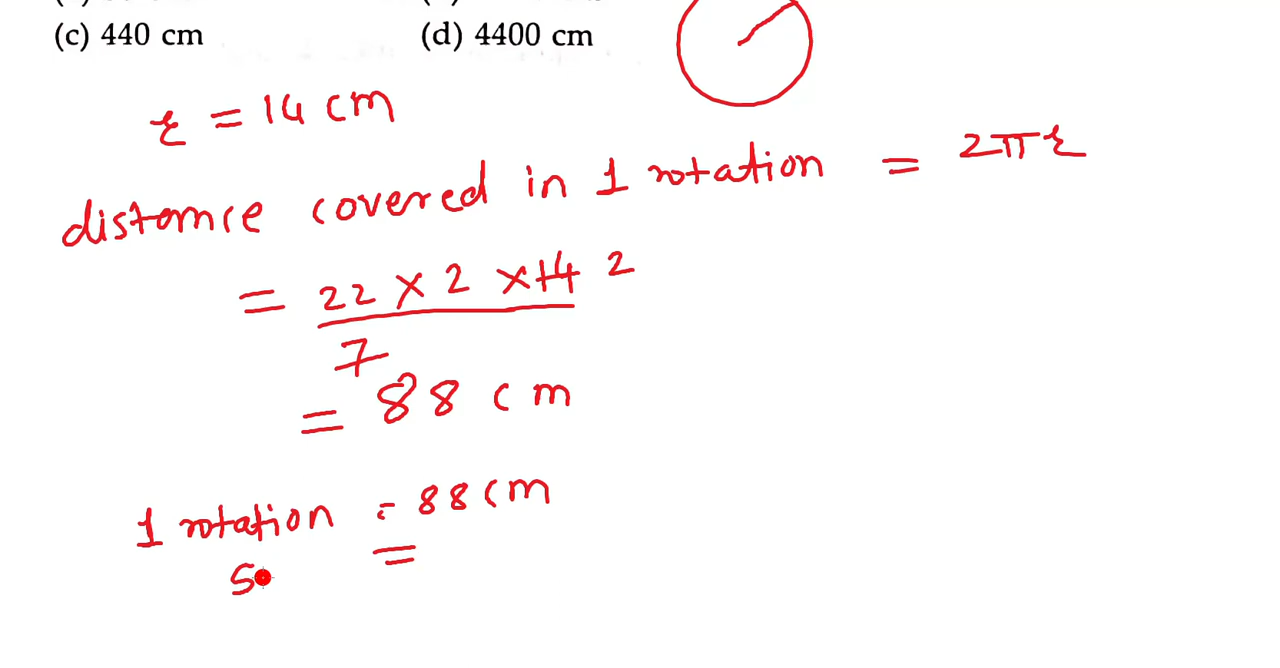 (c) 440 cm (d) 4400 cm
r = 14 cm
distance covered in 1 rotation = 2πr
= 22 × 2 × 14 2
7
= 88 cm
1 rotation = 88 cm
5 =